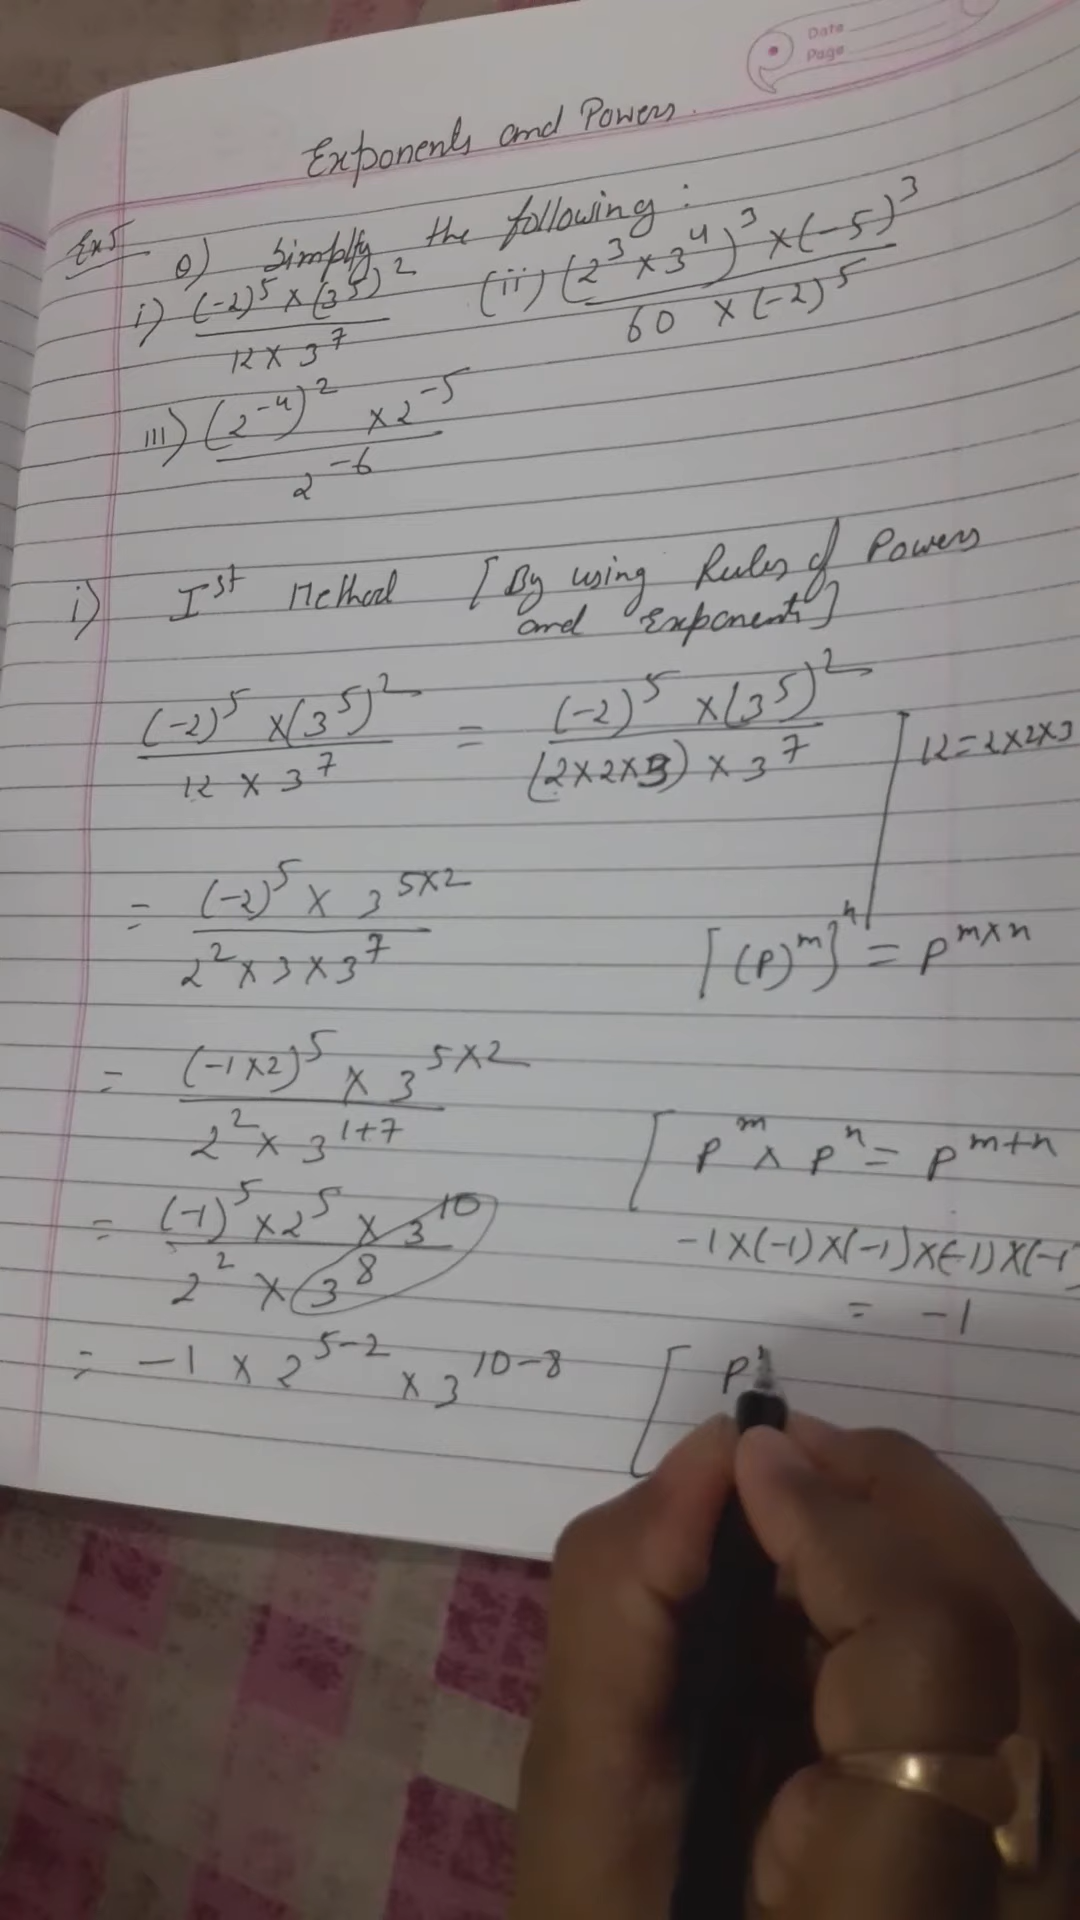 Date
Page
Exponents and Powers.
Ex 5 Q) Simplfy the following :
i) (-2)^5 × (3^5)^2 / 12 × 3^7 (ii) (2^3 × 3^4)^3 × (-5)^3 / 60 × (-2)^5
iii) (2^-4)^2 × 2^-5 / 2^-6
i) Ist Method [By using Rules of Powers
and Exponents]
(-2)^5 × (3^5)^2 / 12 × 3^7 = (-2)^5 × (3^5)^2 / (2×2×3) × 3^7 [12=2×2×3
= (-2)^5 × 3^5×2 / 2^2 × 3 × 3^7 [(P)^m]^n = P^m×n
= (-1×2)^5 × 3^5×2 / 2^2 × 3^1+7 [P^m × P^n = P^m+n
= (-1)^5 × 2^5 × 3^10 / 2^2 × 3^8 -1×(-1)×(-1)×(-1)×(-1)
= -1
= -1 × 2^5-2 × 3^10-8 [P